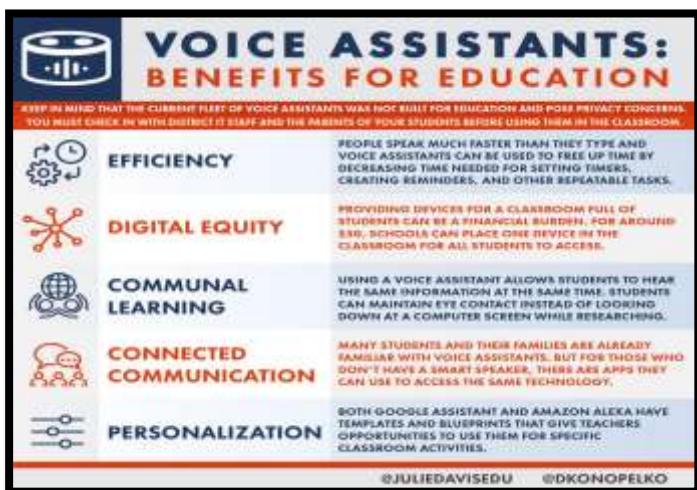 VOICE ASSISTANTS:
BENEFITS FOR EDUCATION
KEEP IN MIND THAT THE CURRENT FLEET OF VOICE ASSISTANTS WAS NOT BUILT FOR EDUCATION AND POSE PRIVACY CONCERNS.
YOU MUST CHECK IN WITH DISTRICT IT STAFF AND THE PARENTS OF YOUR STUDENTS BEFORE USING THEM IN THE CLASSROOM.
EFFICIENCY
PEOPLE SPEAK MUCH FASTER THAN THEY TYPE AND
VOICE ASSISTANTS CAN BE USED TO FREE UP TIME BY
DECREASING TIME NEEDED FOR SETTING TIMERS,
CREATING REMINDERS, AND OTHER REPEATABLE TASKS.
DIGITAL EQUITY
PROVIDING DEVICES FOR A CLASSROOM FULL OF
STUDENTS CAN BE A FINANCIAL BURDEN. FOR AROUND
$50, SCHOOLS CAN PLACE ONE DEVICE IN THE
CLASSROOM FOR ALL STUDENTS TO ACCESS.
COMMUNAL
LEARNING
USING A VOICE ASSISTANT ALLOWS STUDENTS TO HEAR
THE SAME INFORMATION AT THE SAME TIME. STUDENTS
CAN MAINTAIN EYE CONTACT INSTEAD OF LOOKING
DOWN AT A COMPUTER SCREEN WHILE RESEARCHING.
CONNECTED
COMMUNICATION
MANY STUDENTS AND THEIR FAMILIES ARE ALREADY
FAMILIAR WITH VOICE ASSISTANTS. BUT FOR THOSE WHO
DON'T HAVE A SMART SPEAKER, THERE ARE APPS THEY
CAN USE TO ACCESS THE SAME TECHNOLOGY.
PERSONALIZATION
BOTH GOOGLE ASSISTANT AND AMAZON ALEXA HAVE
TEMPLATES AND BLUEPRINTS THAT GIVE TEACHERS
OPPORTUNITIES TO USE THEM FOR SPECIFIC
CLASSROOM ACTIVITIES.
@JULIEDAVISEDU @DKONOPELKO